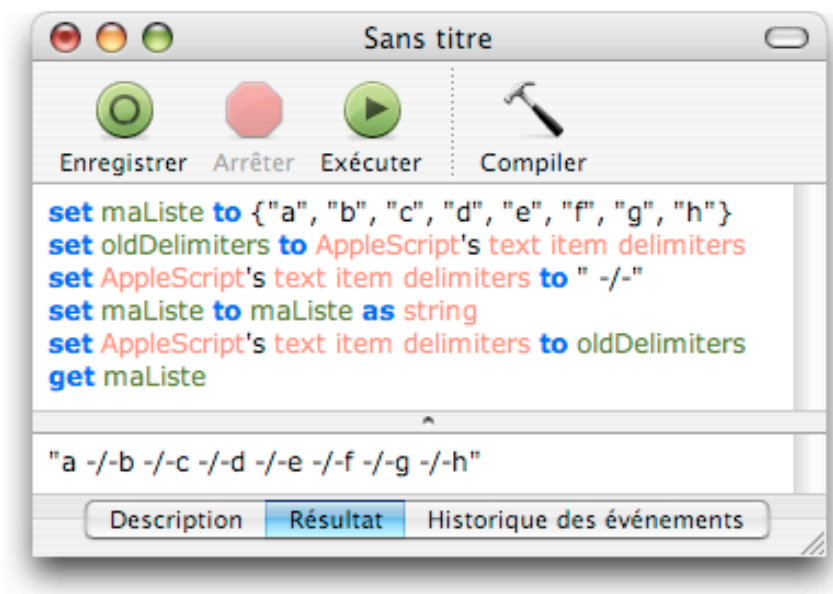 Sans titre
Enregistrer Arrêter Exécuter Compiler
set maListe to {"a", "b", "c", "d", "e", "f", "g", "h"}
set oldDelimiters to AppleScript's text item delimiters
set AppleScript's text item delimiters to " -/-"
set maListe to maListe as string
set AppleScript's text item delimiters to oldDelimiters
get maListe
"a -/-b -/-c -/-d -/-e -/-f -/-g -/-h"
Description Résultat Historique des événements